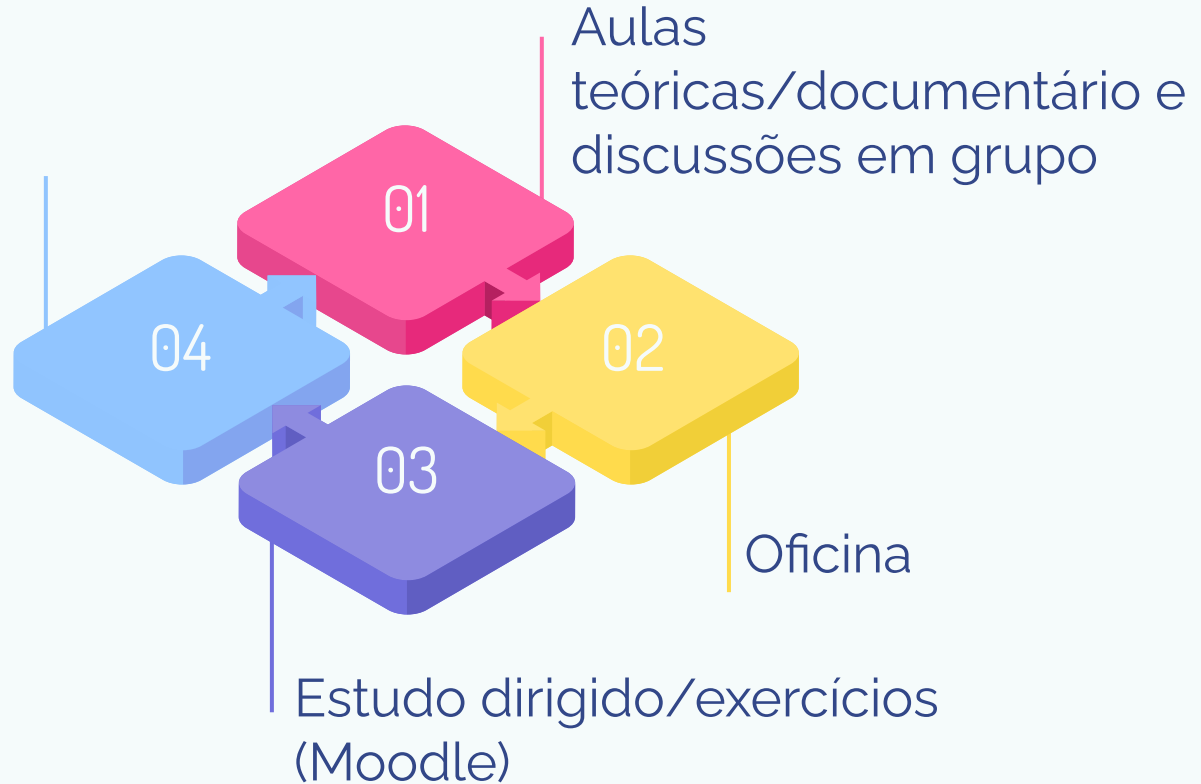 Aulas
teóricas/documentário e
discussões em grupo
01
04
02
03
Oficina
Estudo dirigido/exercícios
(Moodle)